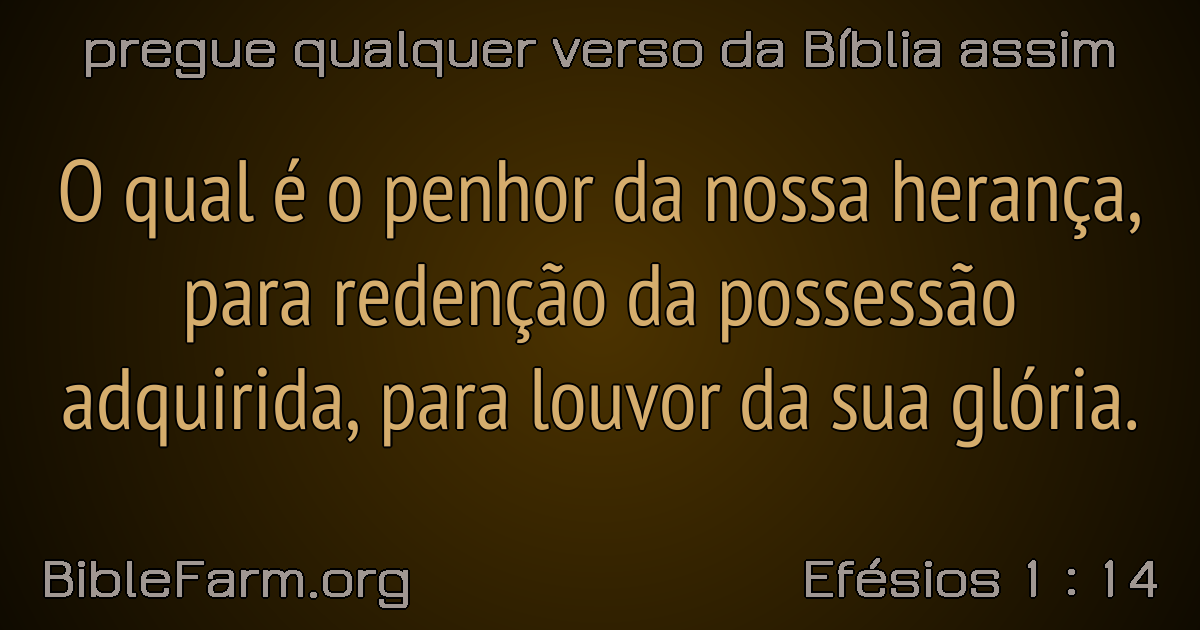 pregue qualquer verso da Bíblia assim
O qual é o penhor da nossa herança,
para redenção da possessão
adquirida, para louvor da sua glória.
BibleFarm.org
Efésios 1 : 14